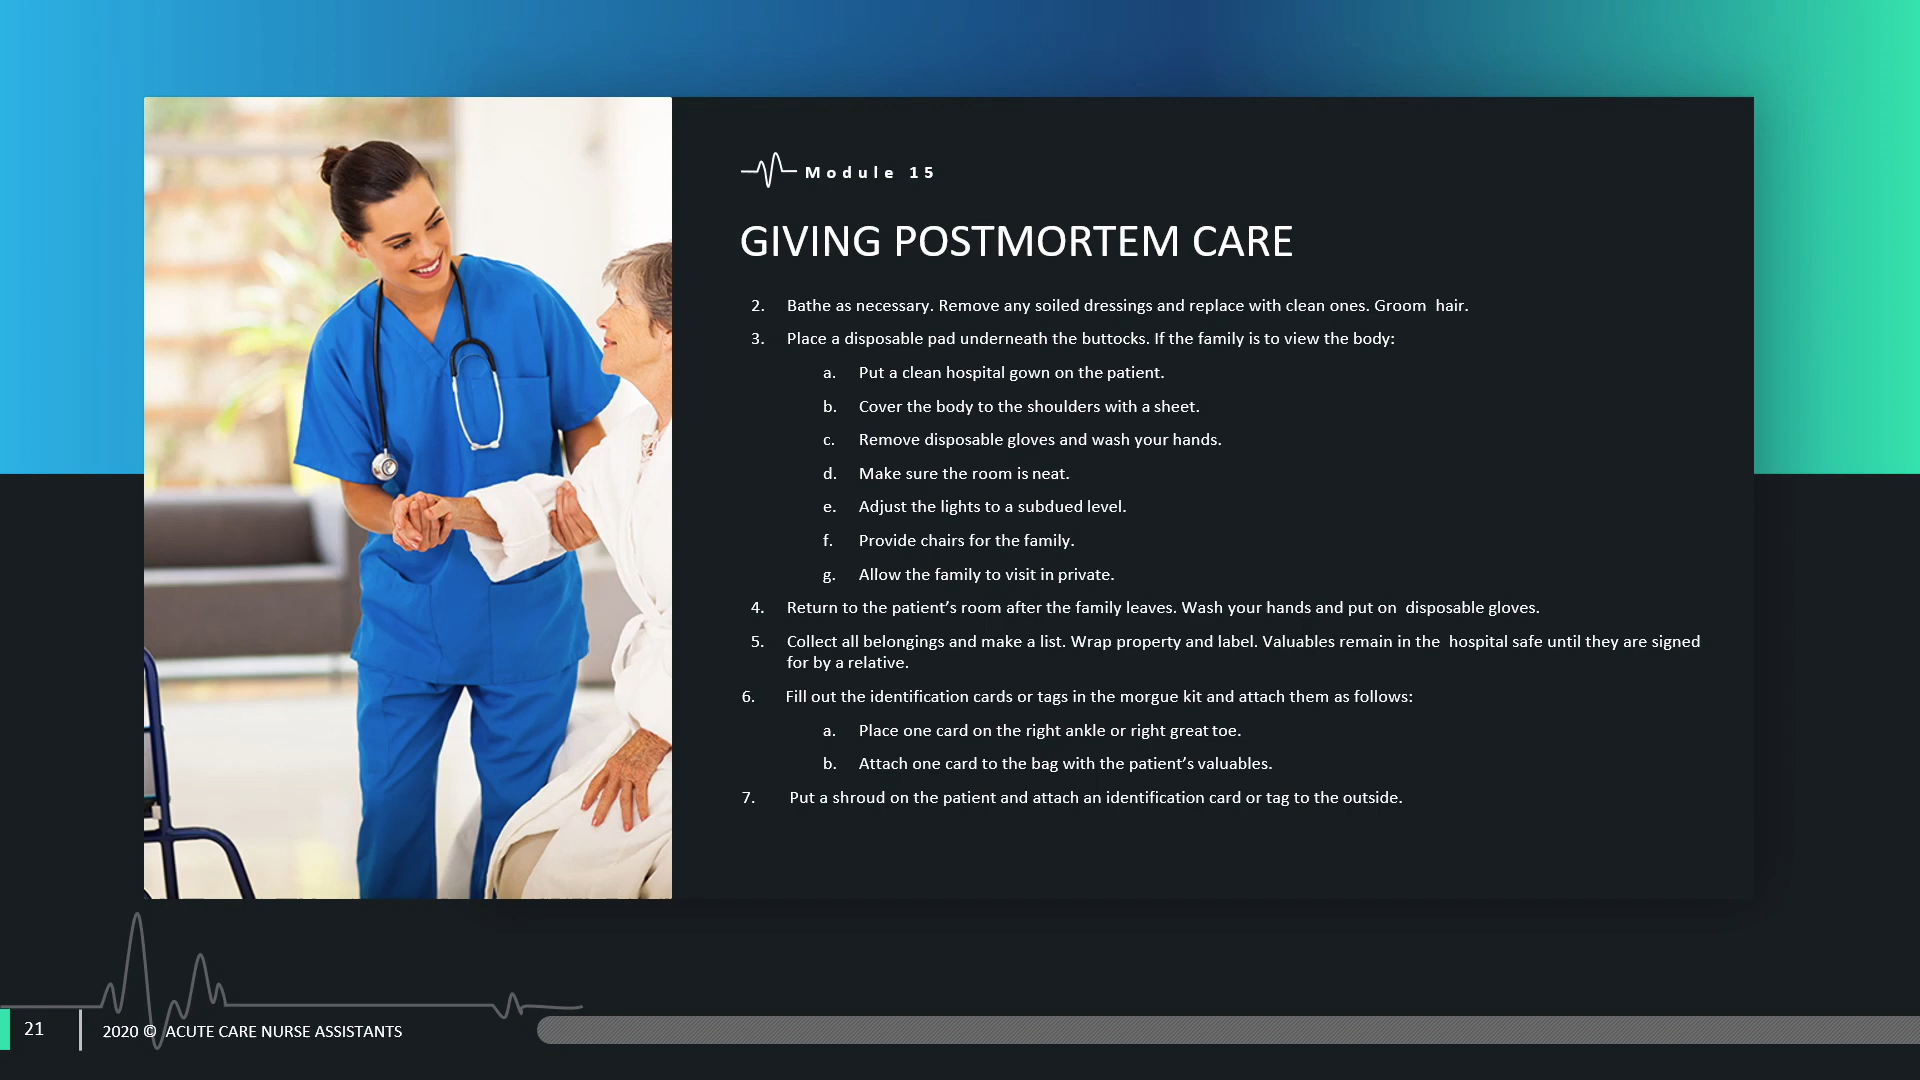 Module 15
GIVING POSTMORTEM CARE
2. Bathe as necessary. Remove any soiled dressings and replace with clean ones. Groom hair.
3. Place a disposable pad underneath the buttocks. If the family is to view the body:
a. Put a clean hospital gown on the patient.
b. Cover the body to the shoulders with a sheet.
c. Remove disposable gloves and wash your hands.
d. Make sure the room is neat.
e. Adjust the lights to a subdued level.
f. Provide chairs for the family.
g. Allow the family to visit in private.
4. Return to the patient’s room after the family leaves. Wash your hands and put on disposable gloves.
5. Collect all belongings and make a list. Wrap property and label. Valuables remain in the hospital safe until they are signed
for by a relative.
6. Fill out the identification cards or tags in the morgue kit and attach them as follows:
a. Place one card on the right ankle or right great toe.
b. Attach one card to the bag with the patient’s valuables.
7. Put a shroud on the patient and attach an identification card or tag to the outside.
21
2020 © ACUTE CARE NURSE ASSISTANTS